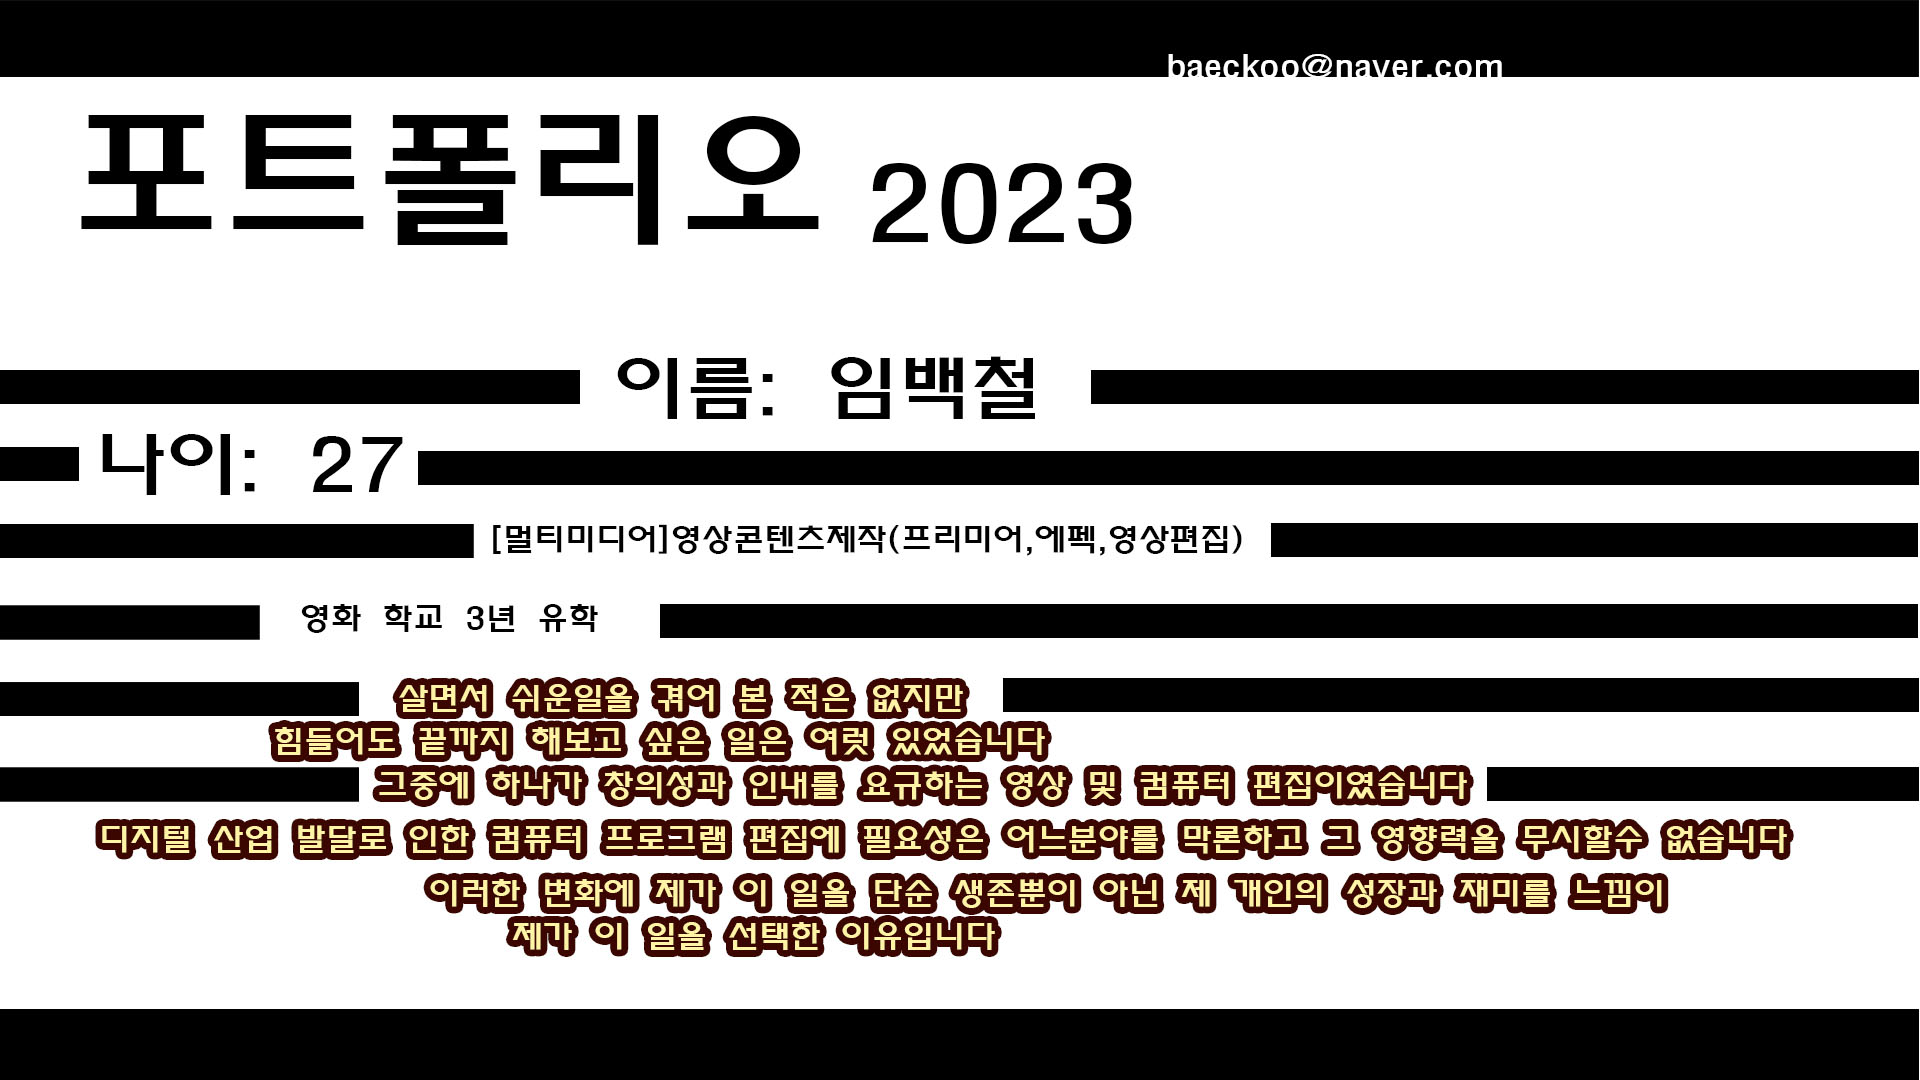 baeckoo@naver.com
포트폴리오 2023
이름: 임백철
나이: 27
[멀티미디어]영상콘텐츠제작(프리미어,에펙,영상편집)
영화 학교 3년 유학
살면서 쉬운일을 겪어 본 적은 없지만
힘들어도 끝까지 해보고 싶은 일은 여럿 있었습니다
그중에 하나가 창의성과 인내를 요규하는 영상 및 컴퓨터 편집이였습니다
디지털 산업 발달로 인한 컴퓨터 프로그램 편집에 필요성은 어느분야를 막론하고 그 영향력을 무시할수 없습니다
이러한 변화에 제가 이 일을 단순 생존뿐이 아닌 제 개인의 성장과 재미를 느낌이
제가 이 일을 선택한 이유입니다